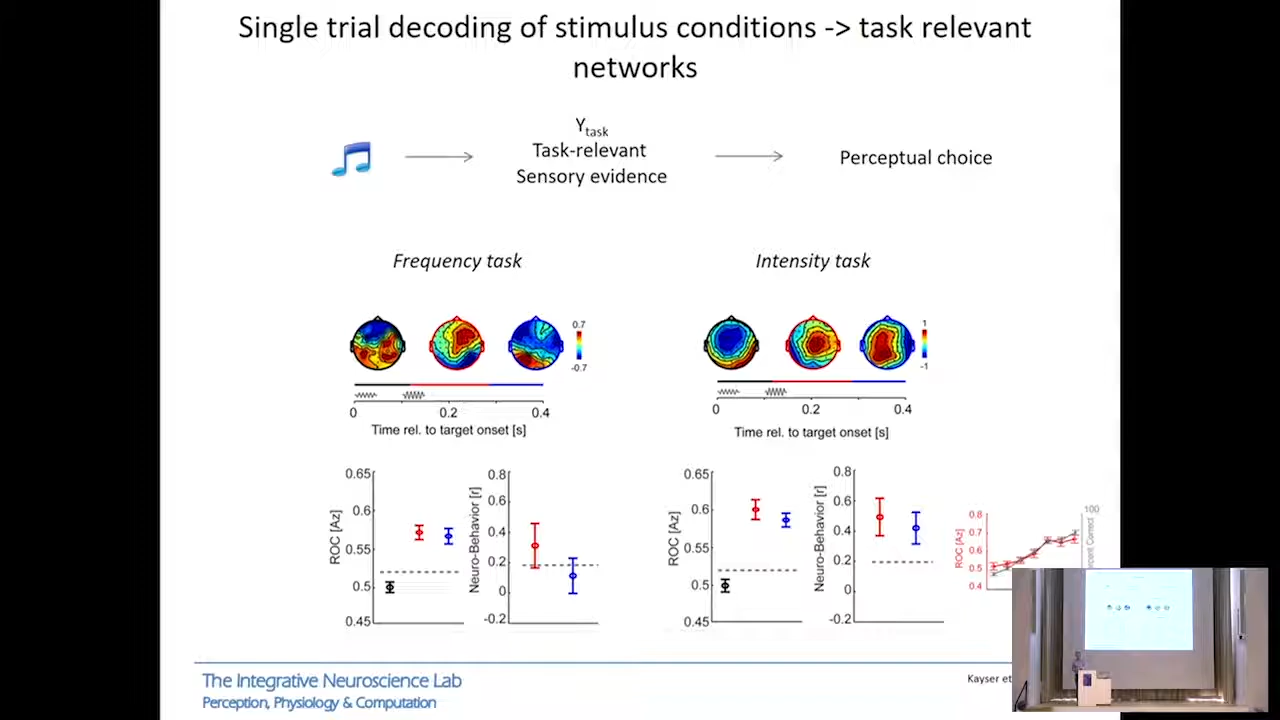 Single trial decoding of stimulus conditions -> task relevant
networks
Ytask
Task-relevant
Sensory evidence
Perceptual choice
Frequency task
Intensity task
0.7
-0.7
1
-1
0 0.2 0.4
Time rel. to target onset [s]
0 0.2 0.4
Time rel. to target onset [s]
ROC [Az]
0.65
0.6
0.55
0.5
0.45
Neuro-Behavior [r]
0.8
0.6
0.4
0.2
0
-0.2
ROC [Az]
0.65
0.6
0.55
0.5
0.45
Neuro-Behavior [r]
0.8
0.6
0.4
0.2
0
-0.2
ROC [Az]
0.8
0.7
0.6
0.5
0.4
100
Correct
The Integrative Neuroscience Lab
Perception, Physiology & Computation
Kayser et